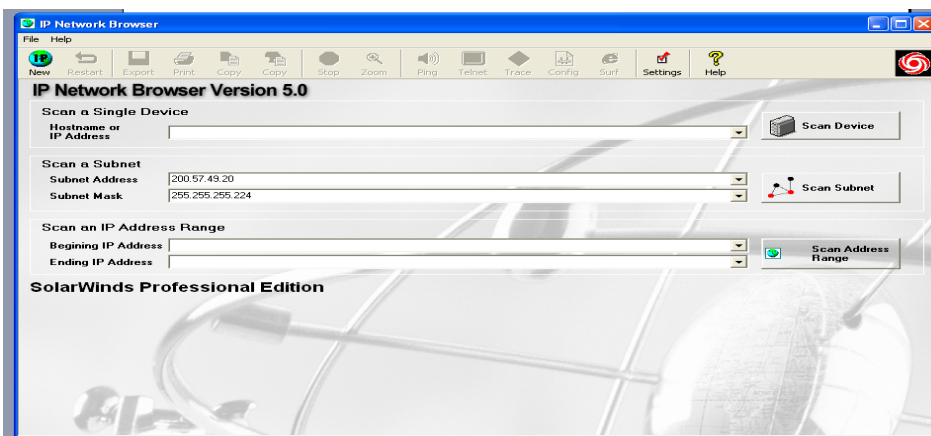 IP Network Browser
File Help
IP
New Restart Export Print Copy Copy Stop Zoom Ping Telnet Trace Config Surf Settings Help
IP Network Browser Version 5.0
Scan a Single Device
Hostname or
IP Address
Scan Device
Scan a Subnet
Subnet Address 200.57.49.20
Subnet Mask 255.255.255.224
Scan Subnet
Scan an IP Address Range
Begining IP Address
Ending IP Address
Scan Address
Range
SolarWinds Professional Edition